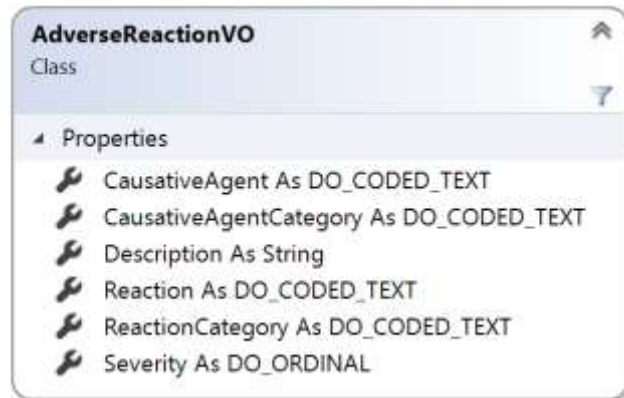 AdverseReactionVO
Class
Properties
CausativeAgent As DO_CODED_TEXT
CausativeAgentCategory As DO_CODED_TEXT
Description As String
Reaction As DO_CODED_TEXT
ReactionCategory As DO_CODED_TEXT
Severity As DO_ORDINAL